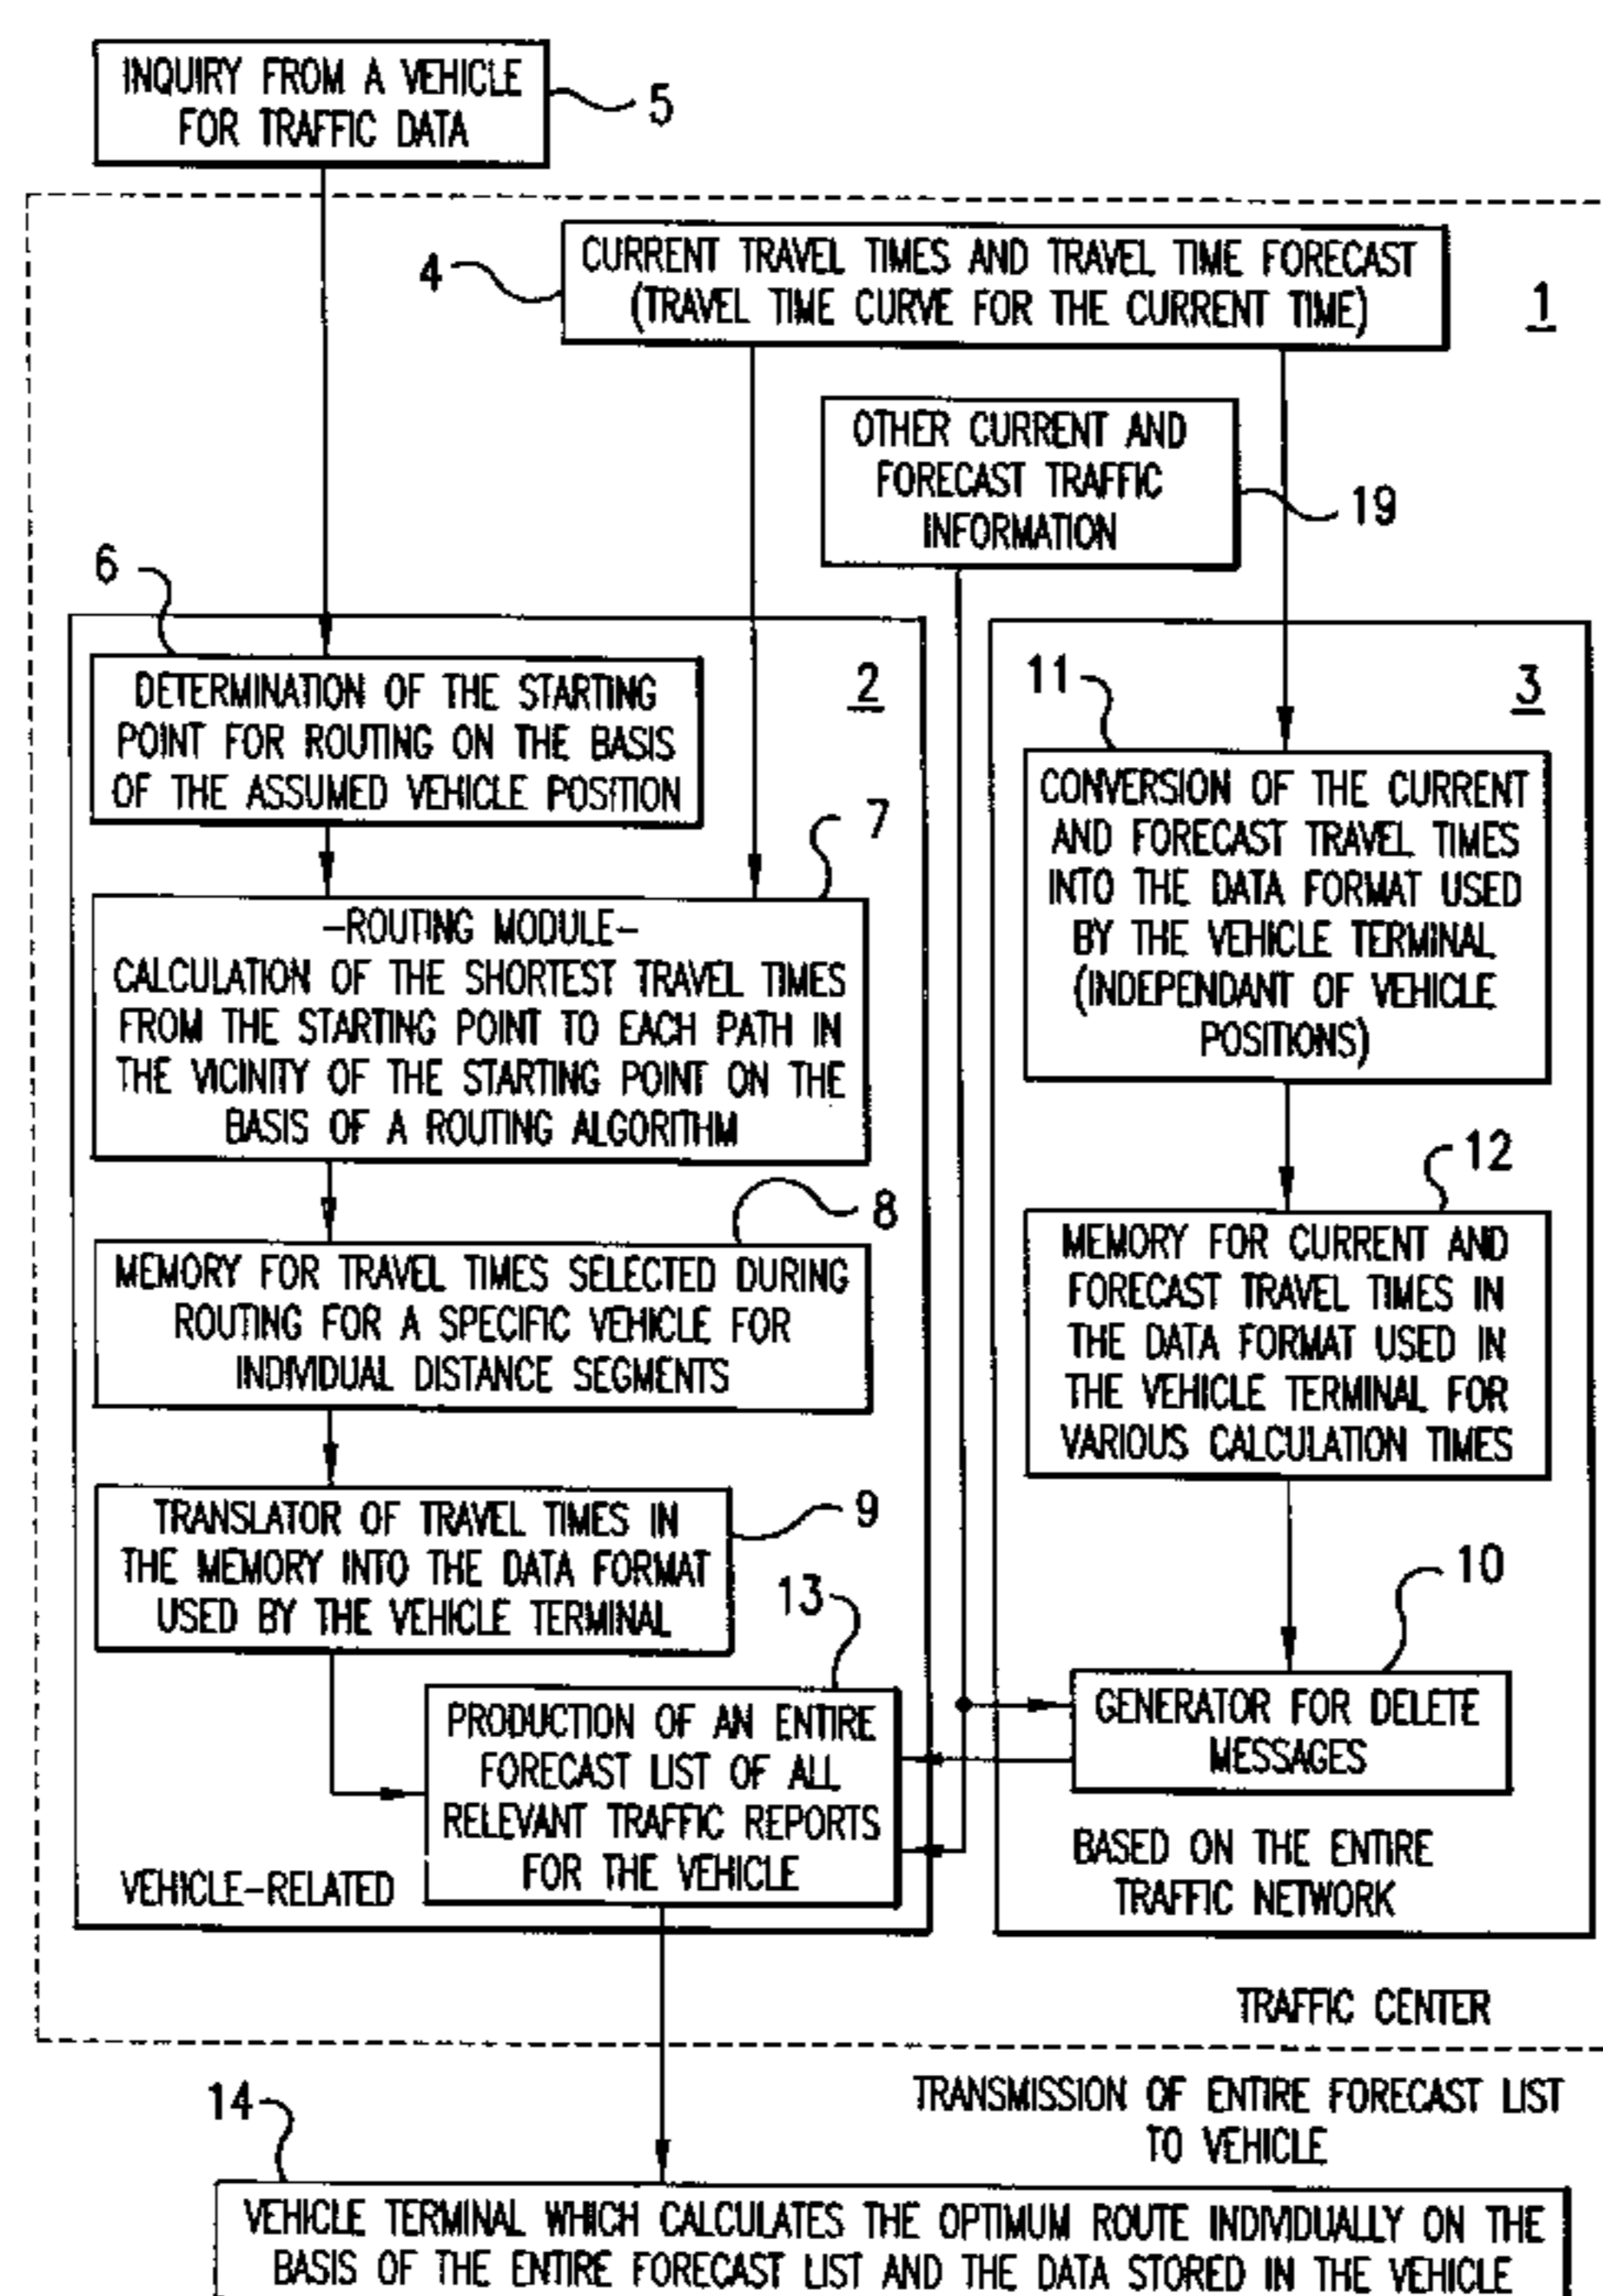 INQUIRY FROM A VEHICLE
FOR TRAFFIC DATA
5
4
CURRENT TRAVEL TIMES AND TRAVEL TIME FORECAST
(TRAVEL TIME CURVE FOR THE CURRENT TIME)
1
OTHER CURRENT AND
FORECAST TRAFFIC
INFORMATION
19
6
DETERMINATION OF THE STARTING
POINT FOR ROUTING ON THE BASIS
OF THE ASSUMED VEHICLE POSITION
2
7
-ROUTING MODULE-
CALCULATION OF THE SHORTEST TRAVEL TIMES
FROM THE STARTING POINT TO EACH PATH IN
THE VICINITY OF THE STARTING POINT ON THE
BASIS OF A ROUTING ALGORITHM
8
MEMORY FOR TRAVEL TIMES SELECTED DURING
ROUTING FOR A SPECIFIC VEHICLE FOR
INDIVIDUAL DISTANCE SEGMENTS
TRANSLATOR OF TRAVEL TIMES IN
THE MEMORY INTO THE DATA FORMAT
USED BY THE VEHICLE TERMINAL
9
13
PRODUCTION OF AN ENTIRE
FORECAST LIST OF ALL
RELEVANT TRAFFIC REPORTS
FOR THE VEHICLE
VEHICLE-RELATED
11
3
CONVERSION OF THE CURRENT
AND FORECAST TRAVEL TIMES
INTO THE DATA FORMAT USED
BY THE VEHICLE TERMINAL
(INDEPENDANT OF VEHICLE
POSITIONS)
12
MEMORY FOR CURRENT AND
FORECAST TRAVEL TIMES IN
THE DATA FORMAT USED IN
THE VEHICLE TERMINAL FOR
VARIOUS CALCULATION TIMES
10
GENERATOR FOR DELETE
MESSAGES
BASED ON THE ENTIRE
TRAFFIC NETWORK
TRAFFIC CENTER
TRANSMISSION OF ENTIRE FORECAST LIST
TO VEHICLE
14
VEHICLE TERMINAL WHICH CALCULATES THE OPTIMUM ROUTE INDIVIDUALLY ON THE
BASIS OF THE ENTIRE FORECAST LIST AND THE DATA STORED IN THE VEHICLE